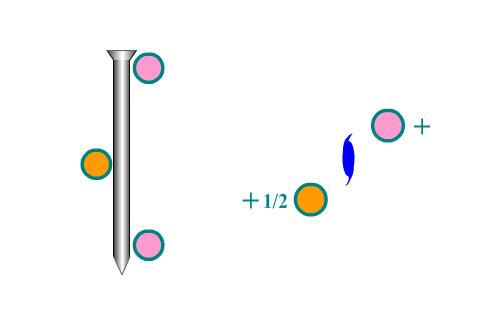 +
+ 1/2